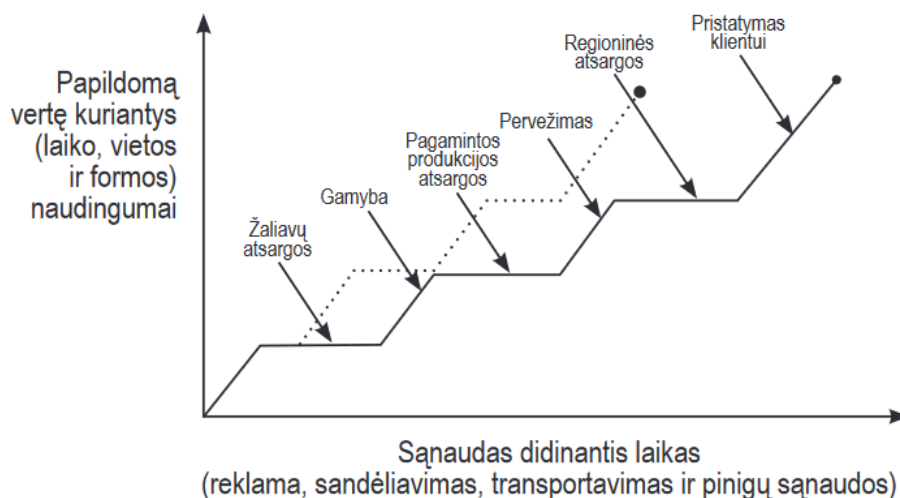 Papildomą
vertę kuriantys
(laiko, vietos
ir formos)
naudingumai
Žaliavų
atsargos
Gamyba
Pagamintos
produkcijos
atsargos
Pervežimas
Regioninės
atsargos
Pristatymas
klientui
Sąnaudas didinantis laikas
(reklama, sandėliavimas, transportavimas ir pinigų sąnaudos)